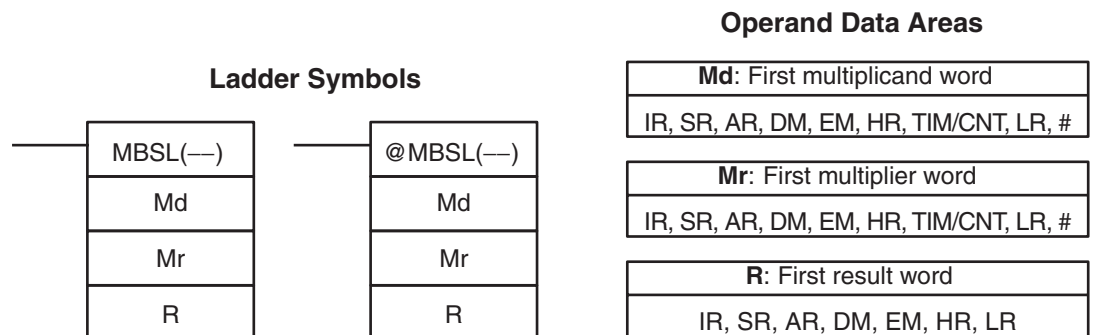 Ladder Symbols
MBSL(––)
Md
Mr
R
@MBSL(––)
Md
Mr
R
Operand Data Areas
Md: First multiplicand word
IR, SR, AR, DM, EM, HR, TIM/CNT, LR, #
Mr: First multiplier word
IR, SR, AR, DM, EM, HR, TIM/CNT, LR, #
R: First result word
IR, SR, AR, DM, EM, HR, LR